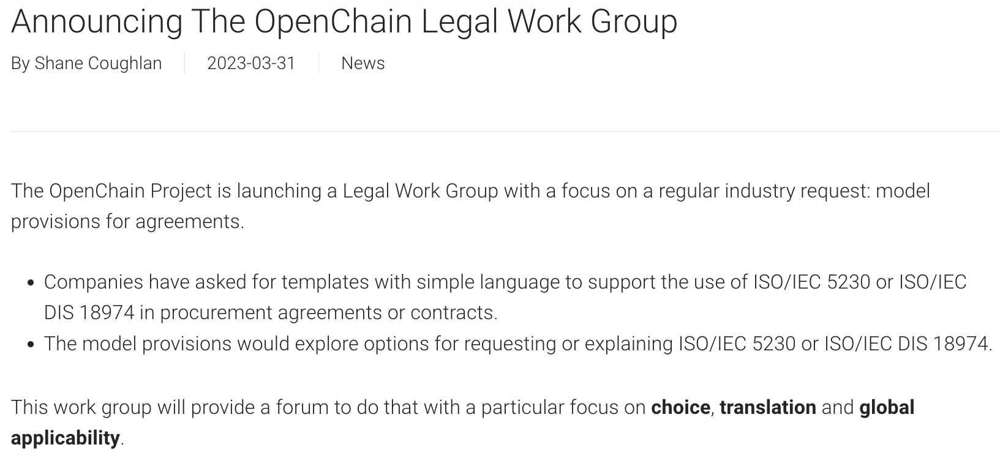 Announcing The OpenChain Legal Work Group
By Shane Coughlan 2023-03-31 News
The OpenChain Project is launching a Legal Work Group with a focus on a regular industry request: model
provisions for agreements.
• Companies have asked for templates with simple language to support the use of ISO/IEC 5230 or ISO/IEC
DIS 18974 in procurement agreements or contracts.
• The model provisions would explore options for requesting or explaining ISO/IEC 5230 or ISO/IEC DIS 18974.
This work group will provide a forum to do that with a particular focus on choice, translation and global
applicability.